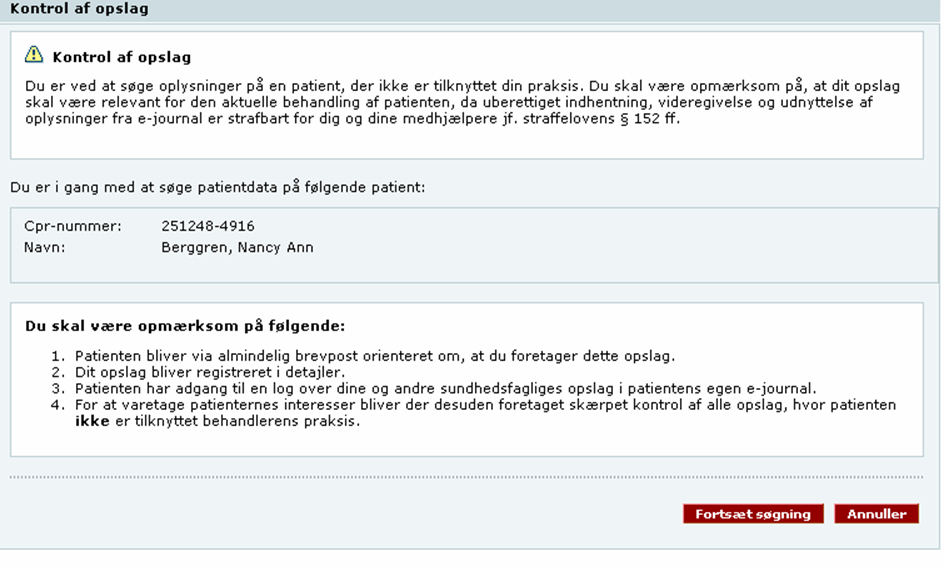 Kontrol af opslag
Kontrol af opslag
Du er ved at søge oplysninger på en patient, der ikke er tilknyttet din praksis. Du skal være opmærksom på, at dit opslag
skal være relevant for den aktuelle behandling af patienten, da uberettiget indhentning, videregivelse og udnyttelse af
oplysninger fra e-journal er strafbart for dig og dine medhjælpere jf. straffelovens § 152 ff.
Du er i gang med at søge patientdata på følgende patient:
Cpr-nummer: 251248-4916
Navn: Berggren, Nancy Ann
Du skal være opmærksom på følgende:
1. Patienten bliver via almindelig brevpost orienteret om, at du foretager dette opslag.
2. Dit opslag bliver registreret i detaljer.
3. Patienten har adgang til en log over dine og andre sundhedsfagliges opslag i patientens egen e-journal.
4. For at varetage patienternes interesser bliver der desuden foretaget skærpet kontrol af alle opslag, hvor patienten
ikke er tilknyttet behandlerens praksis.
Fortsæt søgning Annuller